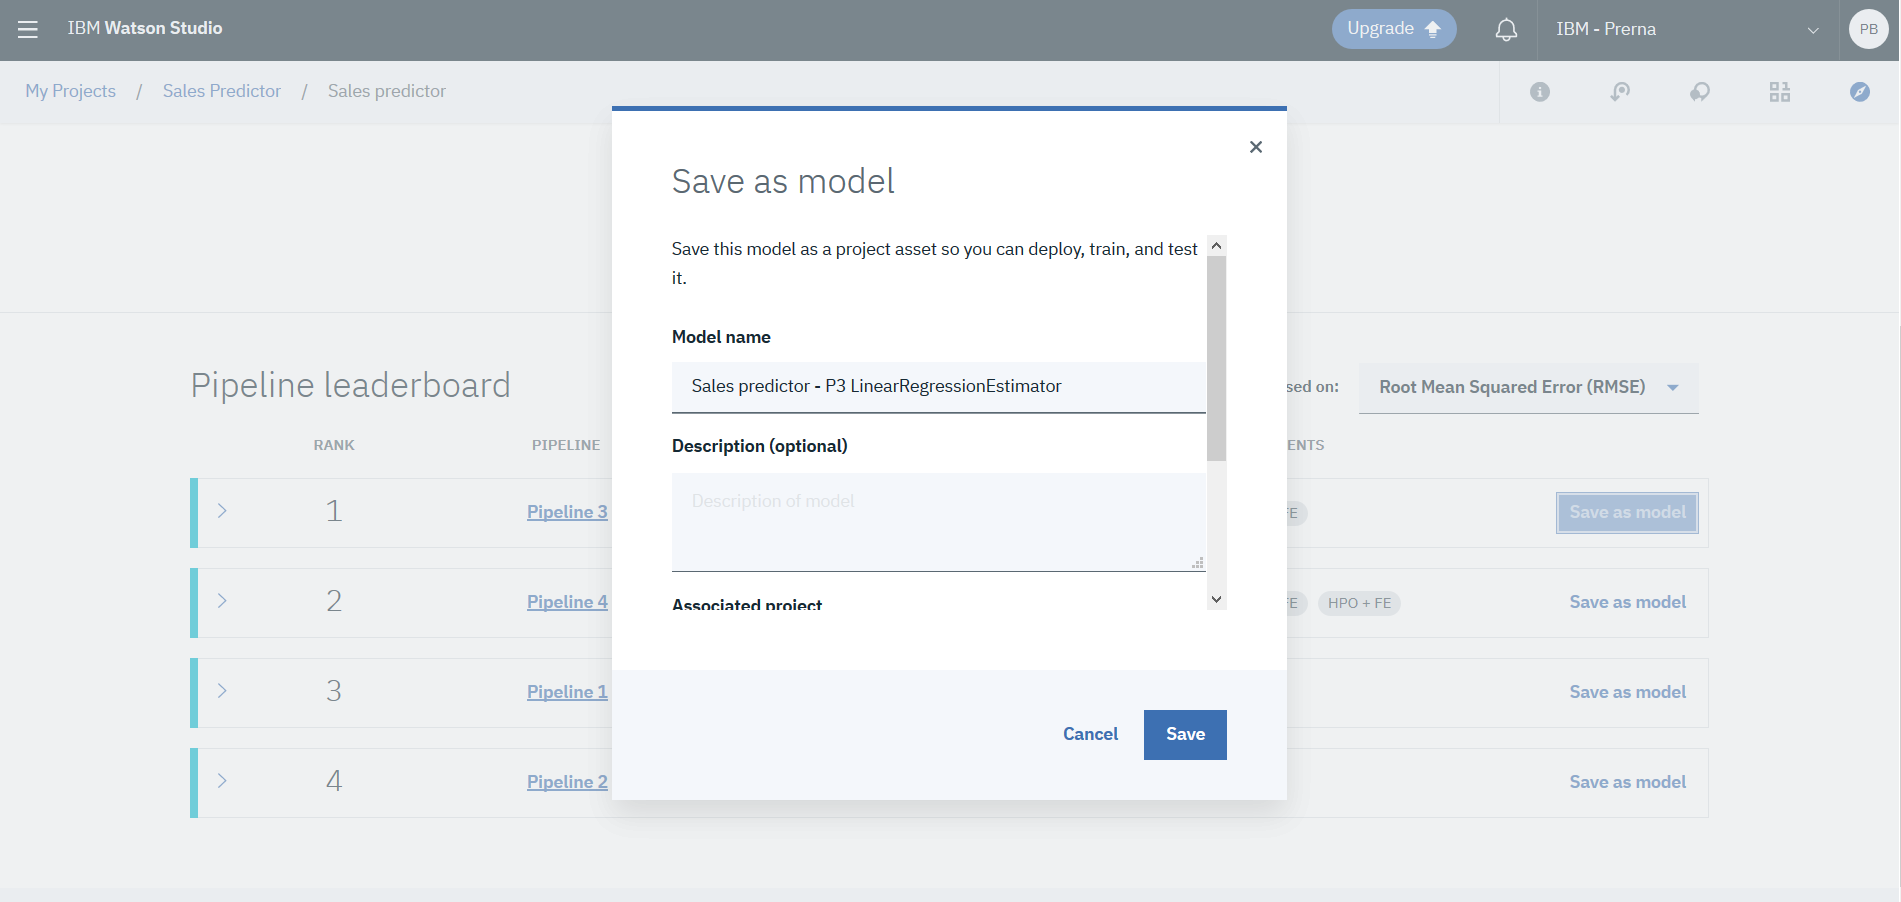 IBM Watson Studio
Upgrade
IBM - Prerna
PB
My Projects / Sales Predictor / Sales predictor
Save as model
Save this model as a project asset so you can deploy, train, and test
it.
Model name
Sales predictor - P3 LinearRegressionEstimator
Description (optional)
Description of model
Associated project
Cancel
Save
Pipeline leaderboard
sed on:
Root Mean Squared Error (RMSE)
RANK
PIPELINE
ENTS
1
Pipeline 3
FE
Save as model
2
Pipeline 4
FE
HPO + FE
Save as model
3
Pipeline 1
Save as model
4
Pipeline 2
Save as model